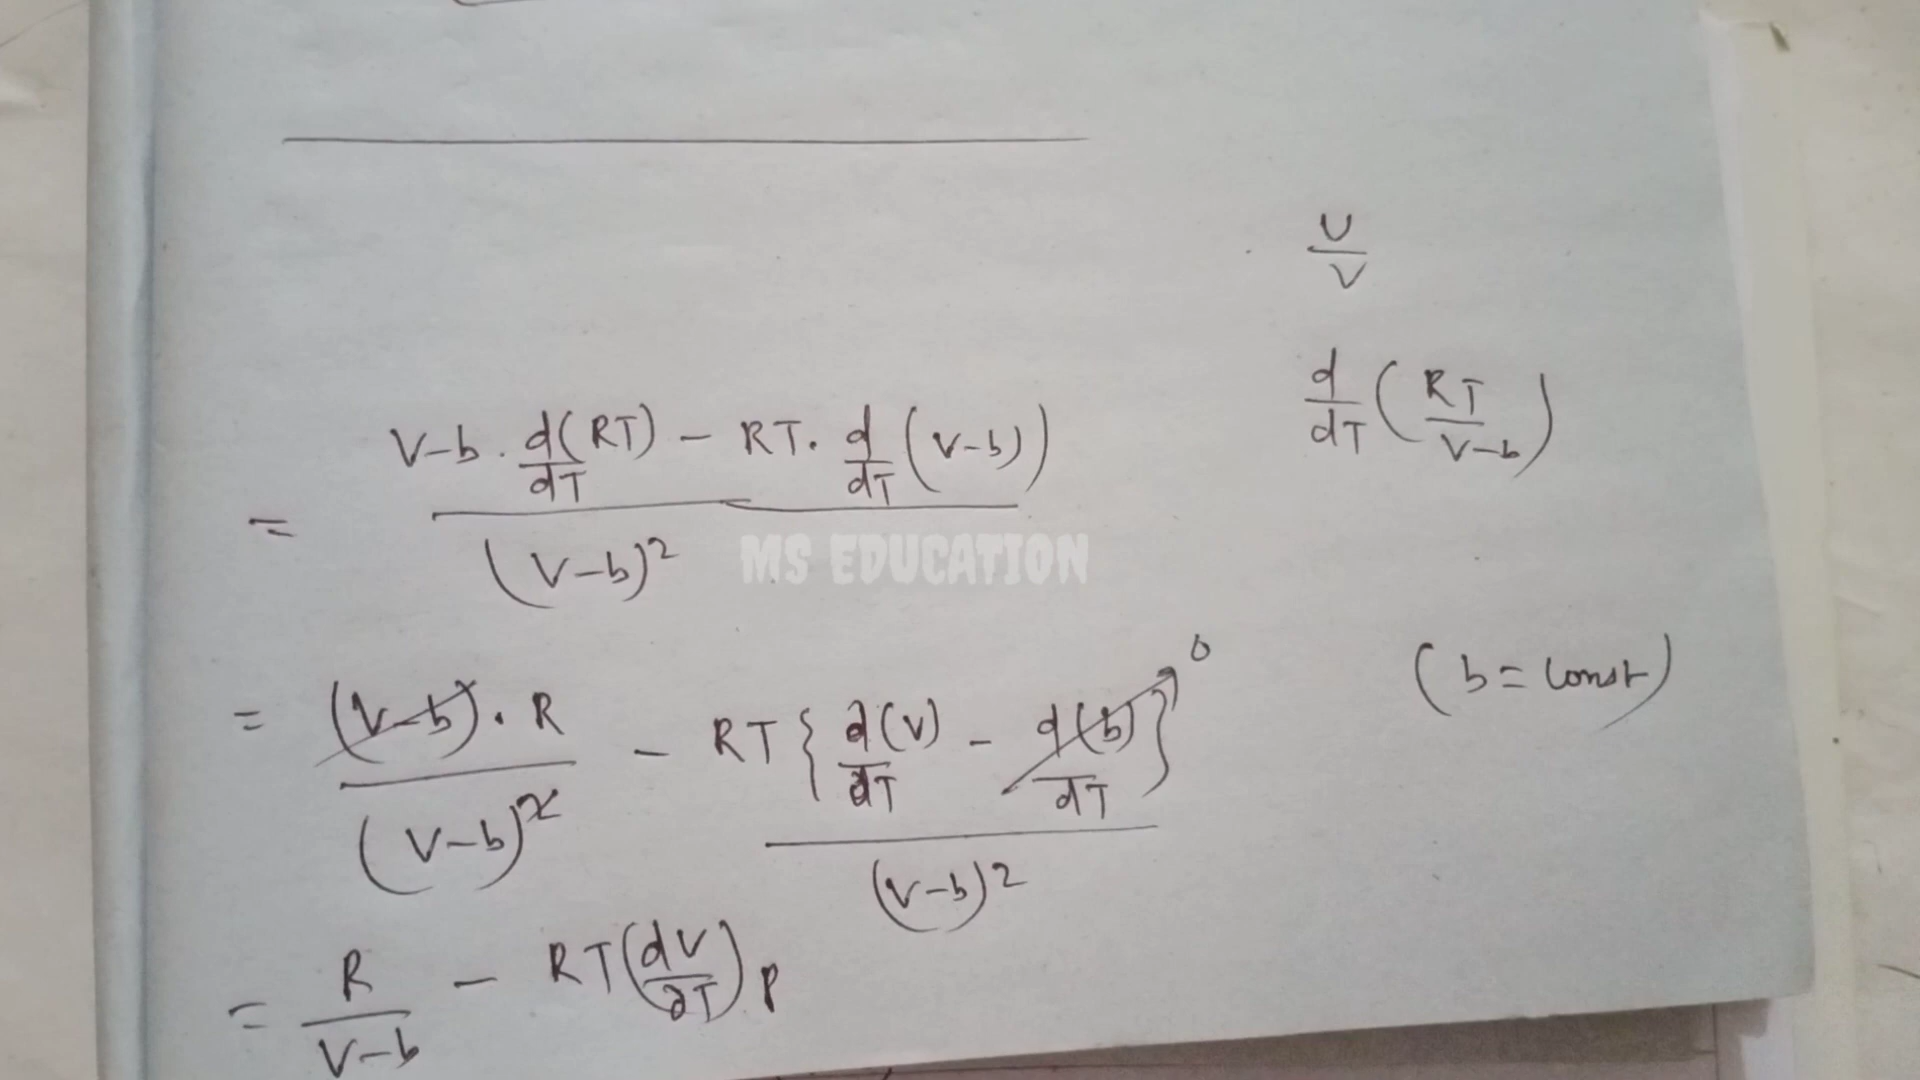 U/V
d/dT (RT/V-b)
= V-b . d(RT)/dT - RT. d/dT (V-b) / (V-b)²
MS EDUCATION
= (V-b) . R / (V-b)² - RT { d(V)/dT - d(b)/dT }⁰ / (V-b)² (b = const)
= R/V-b - RT (dV/dT)P